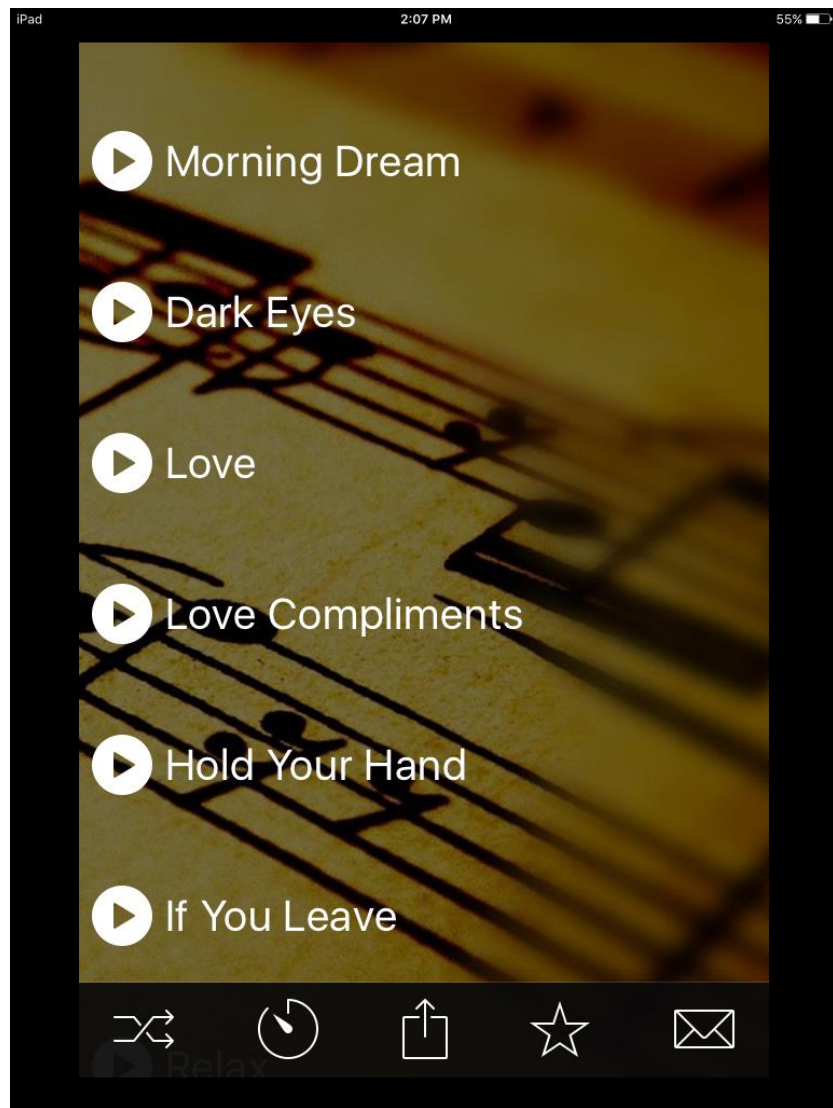 iPad 2:07 PM 55%
Morning Dream
Dark Eyes
Love
Love Compliments
Hold Your Hand
If You Leave
Relax